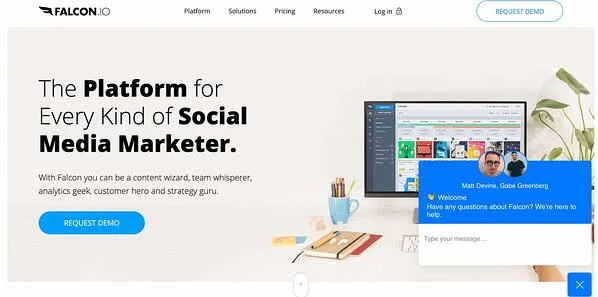 FALCON.IO
Platform Solutions Pricing Resources Log in REQUEST DEMO
The Platform for
Every Kind of Social
Media Marketer.
With Falcon you can be a content wizard, team whisperer,
analytics geek, customer hero and strategy guru.
REQUEST DEMO
Matt Devine, Gabe Greenberg
👋 Welcome
Have any questions about Falcon? We're here to
help.
Type your message…